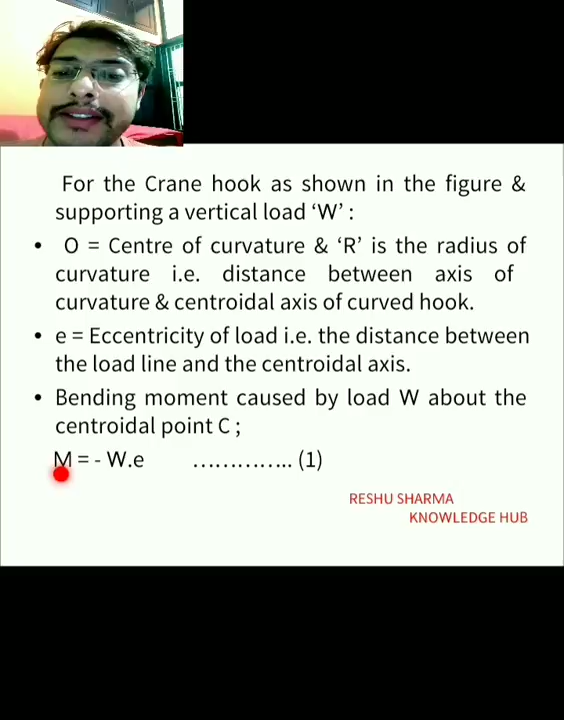 For the Crane hook as shown in the figure &
supporting a vertical load ‘W’ :
• O = Centre of curvature & ‘R’ is the radius of
curvature i.e. distance between axis of
curvature & centroidal axis of curved hook.
• e = Eccentricity of load i.e. the distance between
the load line and the centroidal axis.
• Bending moment caused by load W about the
centroidal point C ;
M = - W.e ………….. (1)
RESHU SHARMA
KNOWLEDGE HUB